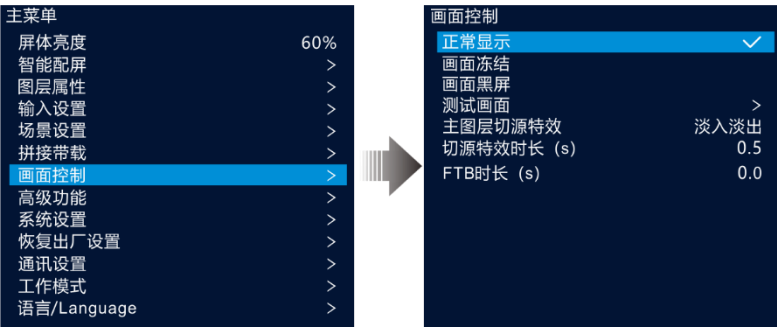 主菜单
屏体亮度 60%
智能配屏 >
图层属性 >
输入设置 >
场景设置 >
拼接带载 >
画面控制 >
高级功能 >
系统设置 >
恢复出厂设置 >
通讯设置 >
工作模式 >
语言/Language >
画面控制
正常显示
画面冻结
画面黑屏
测试画面 >
主图层切源特效 淡入淡出
切源特效时长 (s) 0.5
FTB时长 (s) 0.0